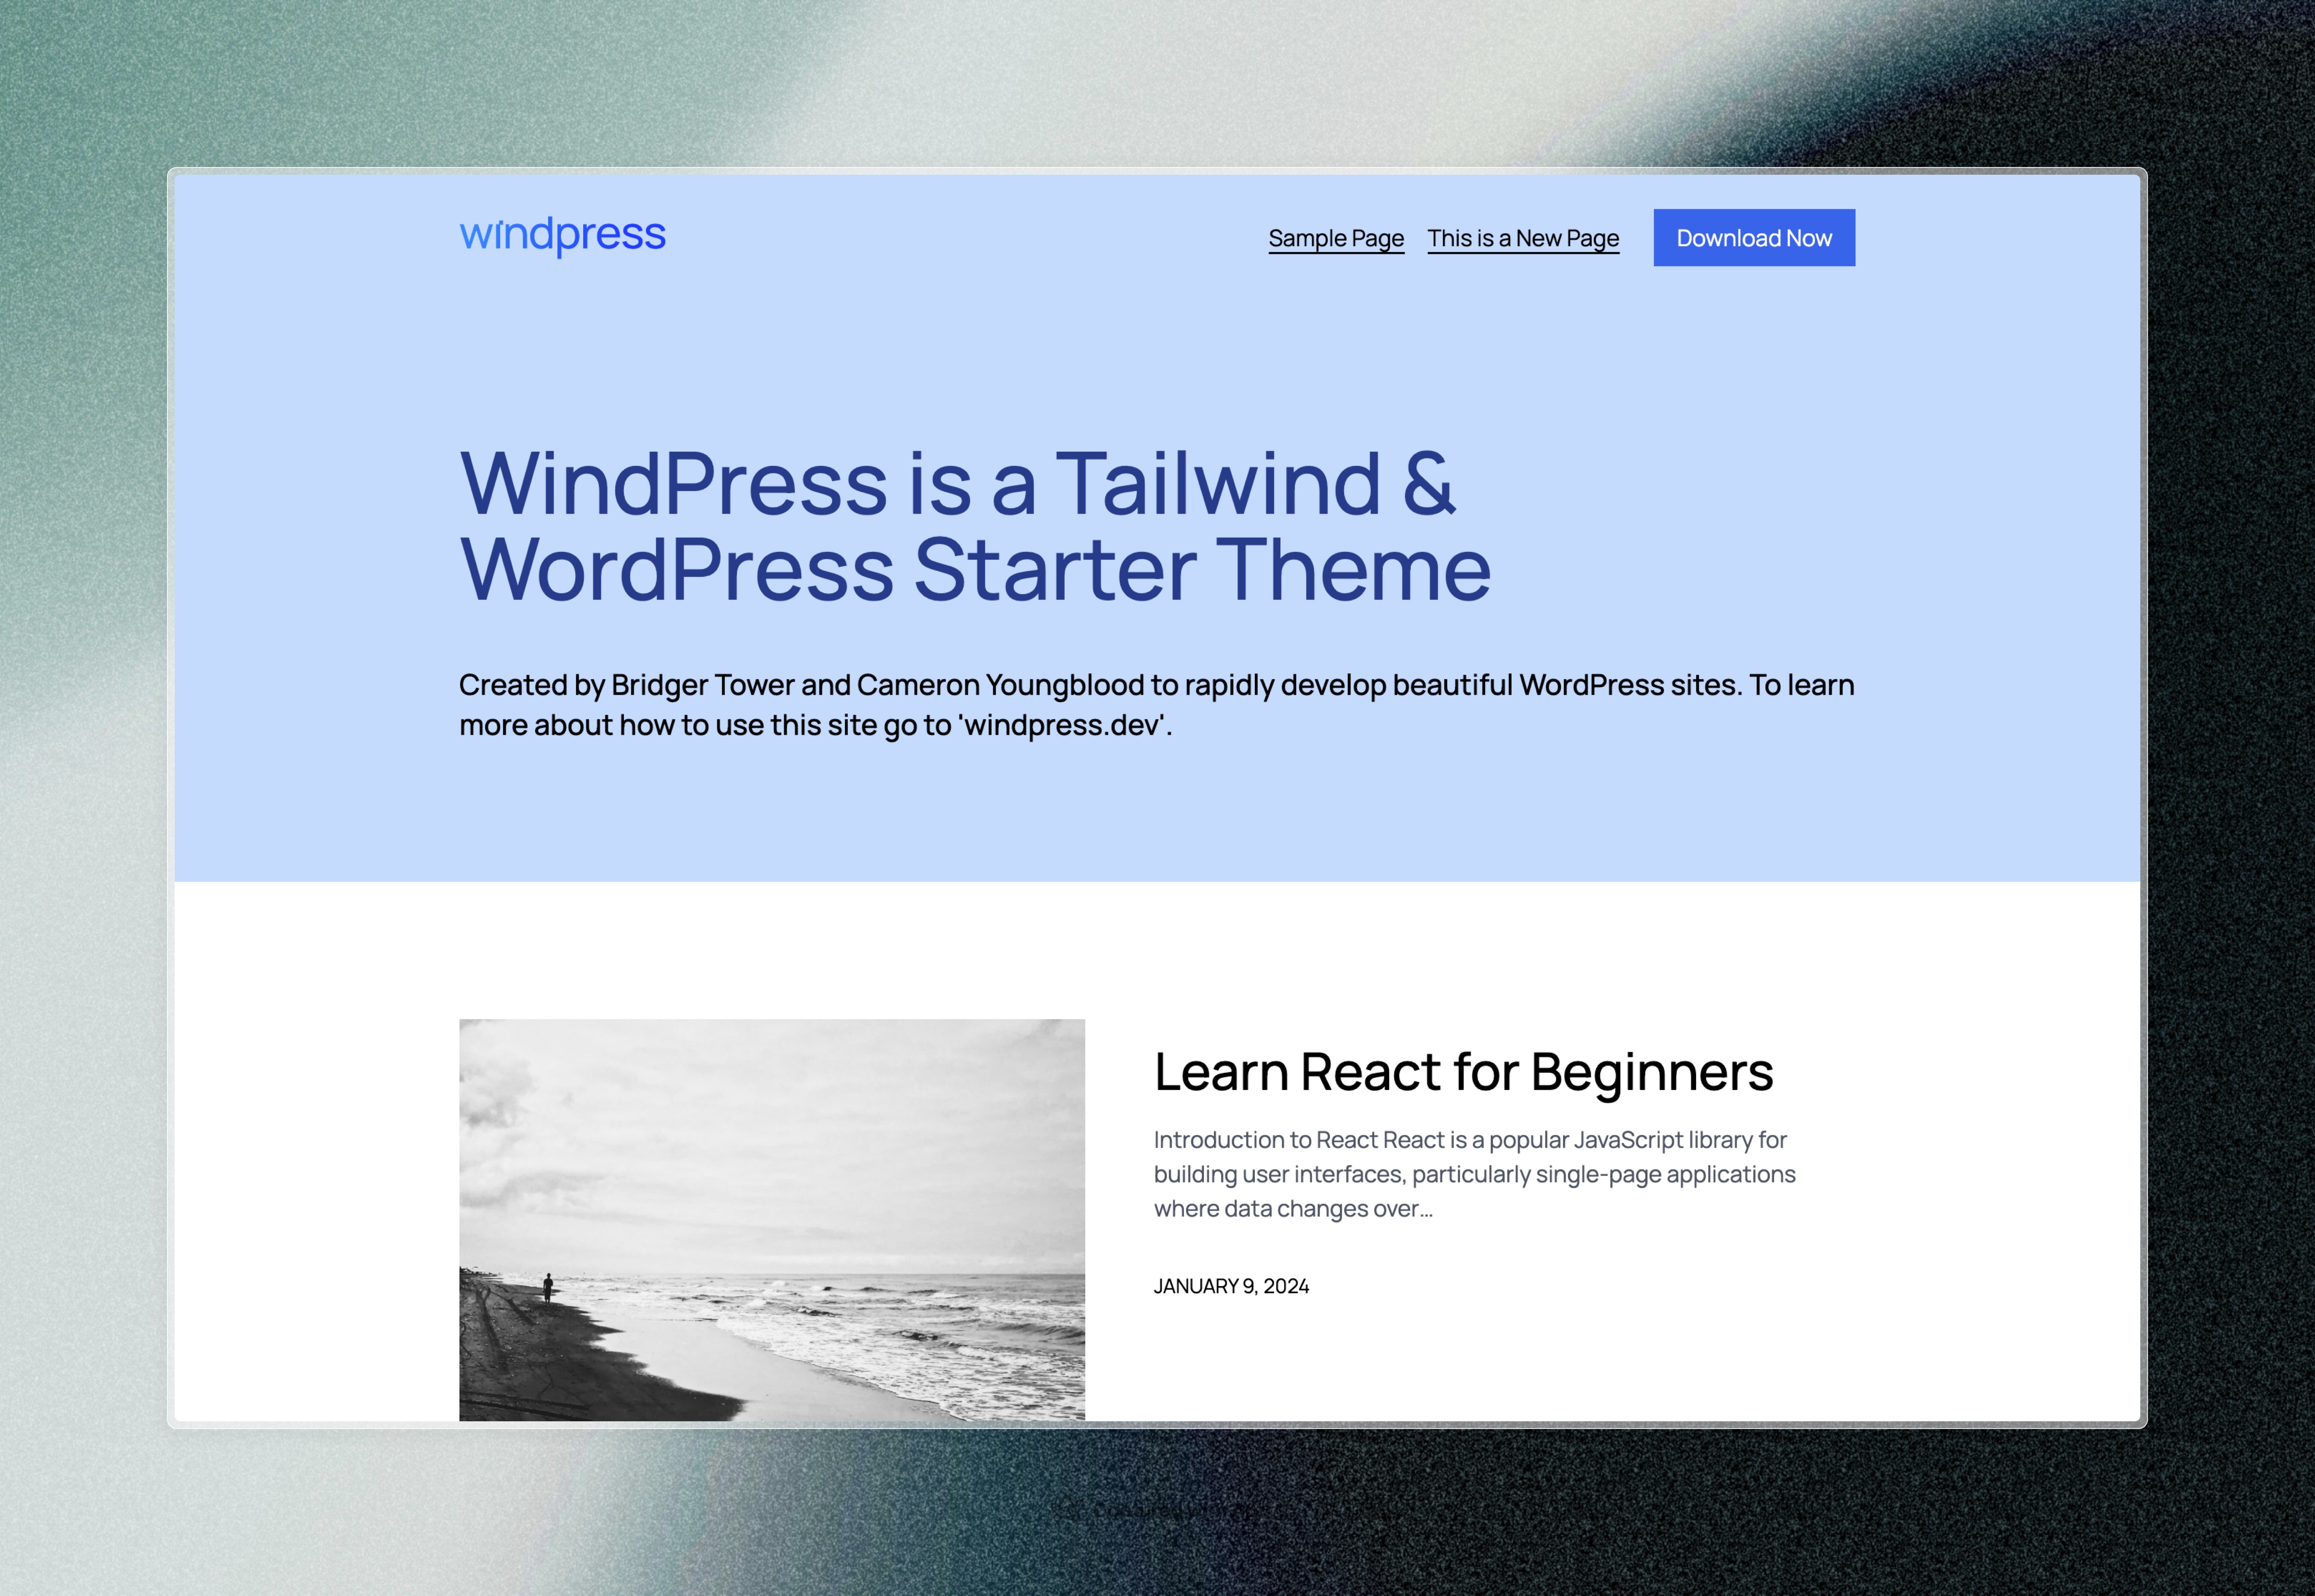 windpress
Sample Page
This is a New Page
Download Now
WindPress is a Tailwind &
WordPress Starter Theme
Created by Bridger Tower and Cameron Youngblood to rapidly develop beautiful WordPress sites. To learn
more about how to use this site go to 'windpress.dev'.
Learn React for Beginners
Introduction to React React is a popular JavaScript library for
building user interfaces, particularly single-page applications
where data changes over...
JANUARY 9, 2024